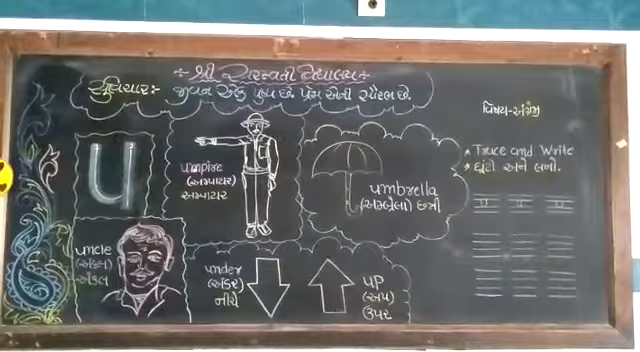 શ્રી સરસ્વતી વિદ્યાલય
સુવિચાર:- જીવન એક પુષ્પ છે. પ્રેમ એની સૌરભ છે.
વિષય-અંગ્રેજી
u
umpire
(અમ્પાયર)
અમ્પાયર
umbrella
(અમ્બ્રેલા) છત્રી
* Trace and Write
* ઘૂંટો અને લખો.
u u u
uncle
(અંકલ)
અંકલ
under
(અંડર)
નીચે
up
(અપ)
ઉપર